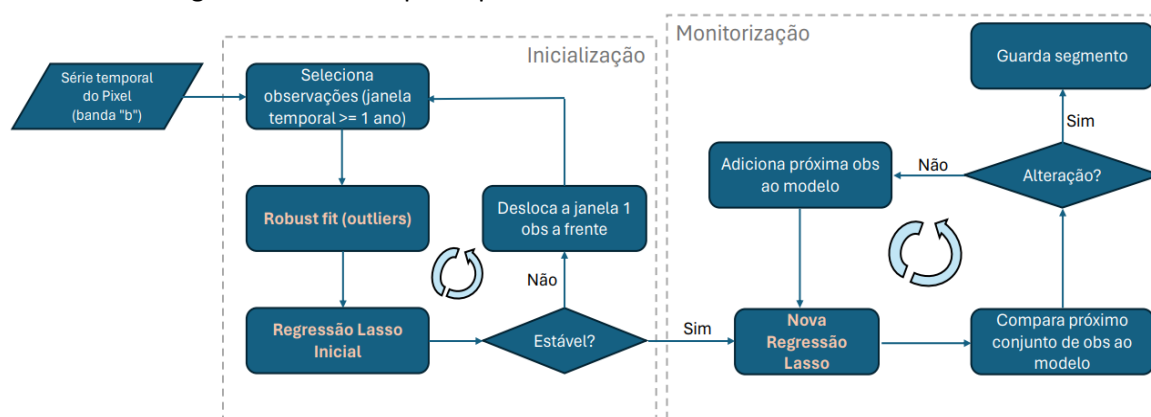 Inicialização
Monitorização
Série temporal
do Pixel
(banda "b")
Seleciona
observações (janela
temporal >= 1 ano)
Robust fit (outliers)
Regressão Lasso
Inicial
Estável?
Não
Desloca a janela 1
obs a frente
Sim
Nova
Regressão
Lasso
Compara próximo
conjunto de obs ao
modelo
Alteração?
Não
Adiciona próxima obs
ao modelo
Sim
Guarda segmento